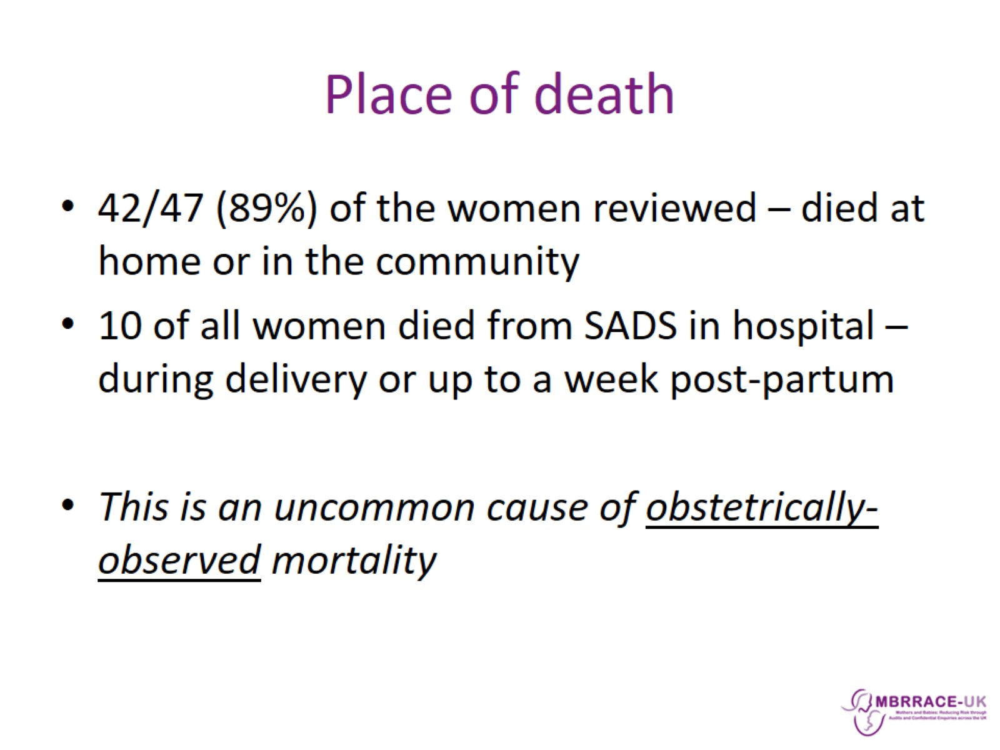 Place of death
• 42/47 (89%) of the women reviewed – died at
home or in the community
• 10 of all women died from SADS in hospital –
during delivery or up to a week post-partum
• This is an uncommon cause of obstetrically-
observed mortality
MBRRACE-UK
Mothers and Babies: Reducing Risk through
Audits and Confidential Enquiries across the UK